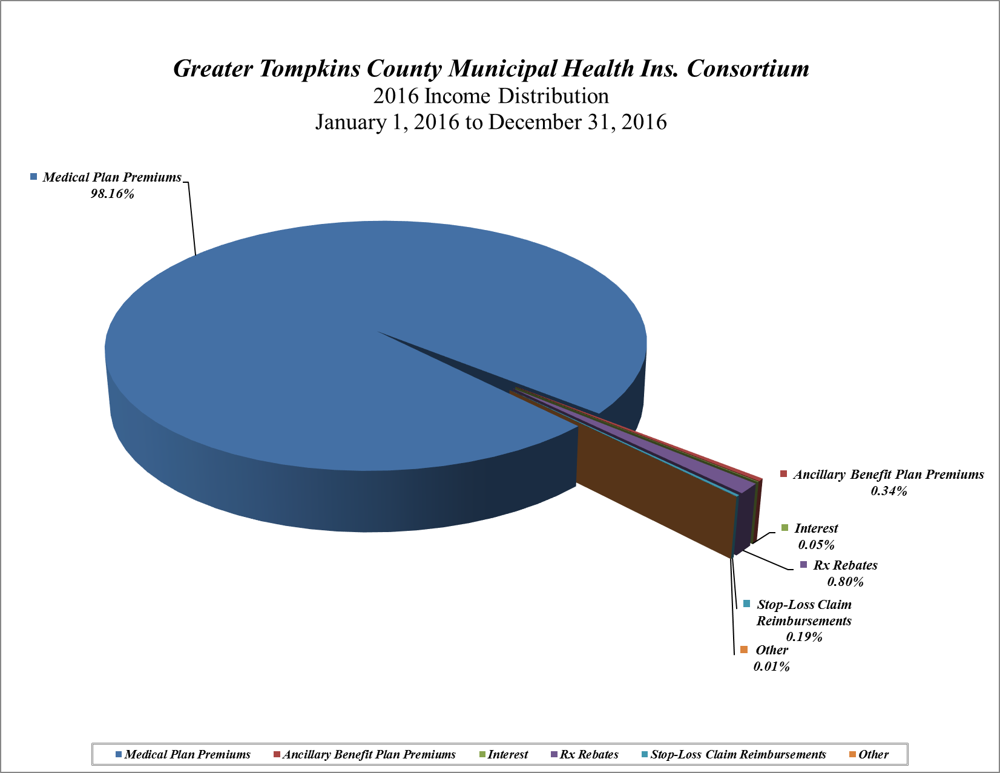 Greater Tompkins County Municipal Health Ins. Consortium
2016 Income Distribution
January 1, 2016 to December 31, 2016
Medical Plan Premiums
98.16%
Ancillary Benefit Plan Premiums
0.34%
Interest
0.05%
Rx Rebates
0.80%
Stop-Loss Claim
Reimbursements
0.19%
Other
0.01%
Medical Plan Premiums Ancillary Benefit Plan Premiums Interest Rx Rebates Stop-Loss Claim Reimbursements Other